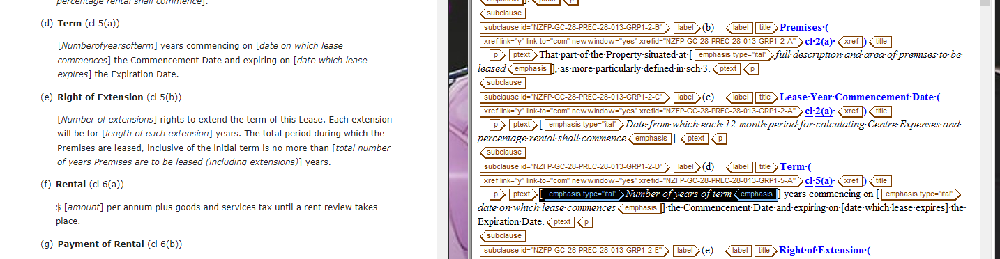 percentage rental shall commence].
(d) Term (cl 5(a))
[Numberofyearsofterm] years commencing on [date on which lease
commences] the Commencement Date and expiring on [date which lease
expires] the Expiration Date.
(e) Right of Extension (cl 5(b))
[Number of extensions] rights to extend the term of this Lease. Each extension
will be for [length of each extension] years. The total period during which the
Premises are leased, inclusive of the initial term is no more than [total number
of years Premises are to be leased (including extensions)] years.
(f) Rental (cl 6(a))
$ [amount] per annum plus goods and services tax until a rent review takes
place.
(g) Payment of Rental (cl 6(b))
emphasis ]. ptext p
subclause
subclause id="NZFP-GC-28-PREC-28-013-GRP1-2-B" label (b) label title Premises·(
xref link="y" link-to="com" newwindow="yes" xrefid="NZFP-GC-28-PREC-28-013-GRP1-2-A" cl·2(a)· xref ) title
p ptext That·part·of·the·Property·situated·at·[ emphasis type="ital" full·description·and·area·of·premises·to·be·
leased emphasis ],·as·more·particularly·defined·in·sch·3. ptext p
subclause
subclause id="NZFP-GC-28-PREC-28-013-GRP1-2-C" label (c) label title Lease·Year·Commencement·Date·(
xref link="y" link-to="com" newwindow="yes" xrefid="NZFP-GC-28-PREC-28-013-GRP1-2-A" cl·2(a)· xref ) title
p ptext [ emphasis type="ital" Date·from·which·each·12-month·period·for·calculating·Centre·Expenses·and·
percentage·rental·shall·commence emphasis ]. ptext p
subclause
subclause id="NZFP-GC-28-PREC-28-013-GRP1-2-D" label (d) label title Term·(
xref link="y" link-to="com" newwindow="yes" xrefid="NZFP-GC-28-PREC-28-013-GRP1-5-A" cl·5(a)· xref ) title
p ptext [ emphasis type="ital" Number·of·years·of·term emphasis ]·years·commencing·on·[ emphasis type="ital"
date·on·which·lease·commences emphasis ]·the·Commencement·Date·and·expiring·on·[date·which·lease·expires]·the·
Expiration·Date. ptext p
subclause
subclause id="NZFP-GC-28-PREC-28-013-GRP1-2-E" label (e) label title Right·of·Extension·(